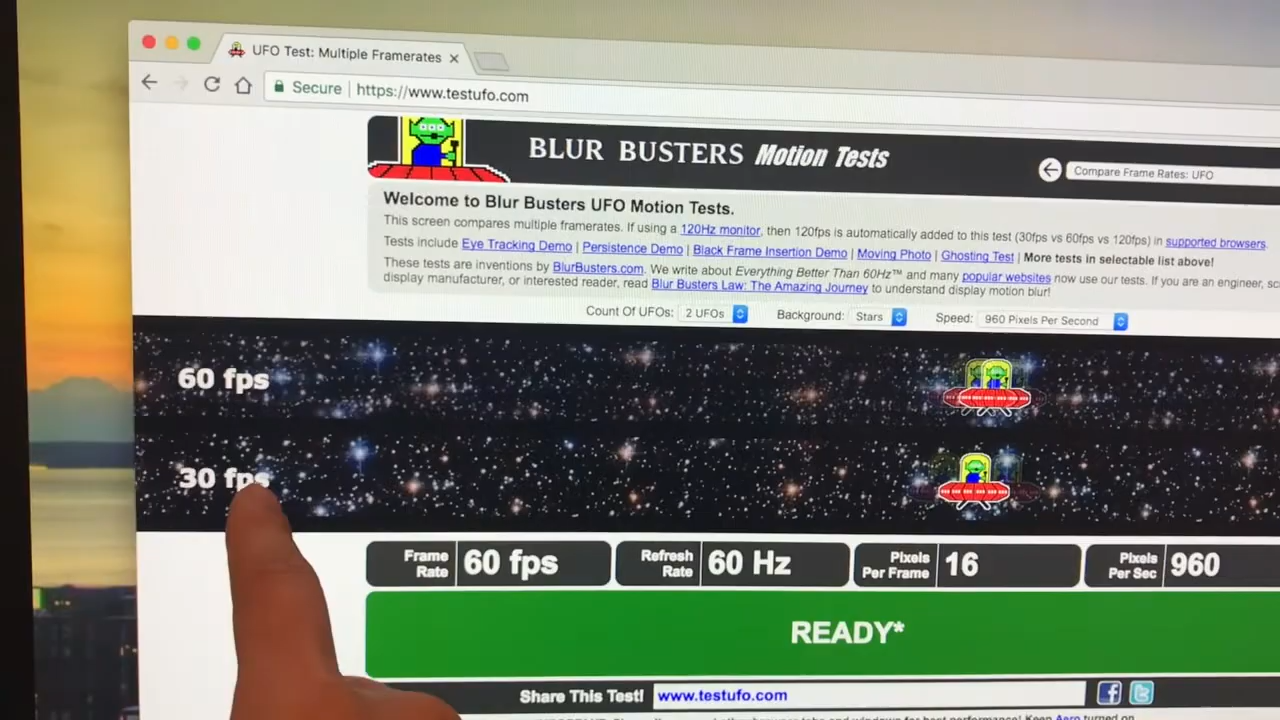 UFO Test: Multiple Framerates
Secure | https://www.testufo.com
BLUR BUSTERS Motion Tests
Compare Frame Rates: UFO
Welcome to Blur Busters UFO Motion Tests.
This screen compares multiple framerates. If using a 120Hz monitor, then 120fps is automatically added to this test (30fps vs 60fps vs 120fps) in supported browsers.
Tests include Eye Tracking Demo | Persistence Demo | Black Frame Insertion Demo | Moving Photo | Ghosting Test | More tests in selectable list above!
These tests are inventions by BlurBusters.com. We write about Everything Better Than 60Hz™ and many popular websites now use our tests. If you are an engineer, sc
display manufacturer, or interested reader, read Blur Busters Law: The Amazing Journey to understand display motion blur!
Count Of UFOs: 2 UFOs Background: Stars Speed: 960 Pixels Per Second
60 fps
30 fps
Frame Rate 60 fps Refresh Rate 60 Hz Pixels Per Frame 16 Pixels Per Sec 960
READY*
Share This Test! www.testufo.com